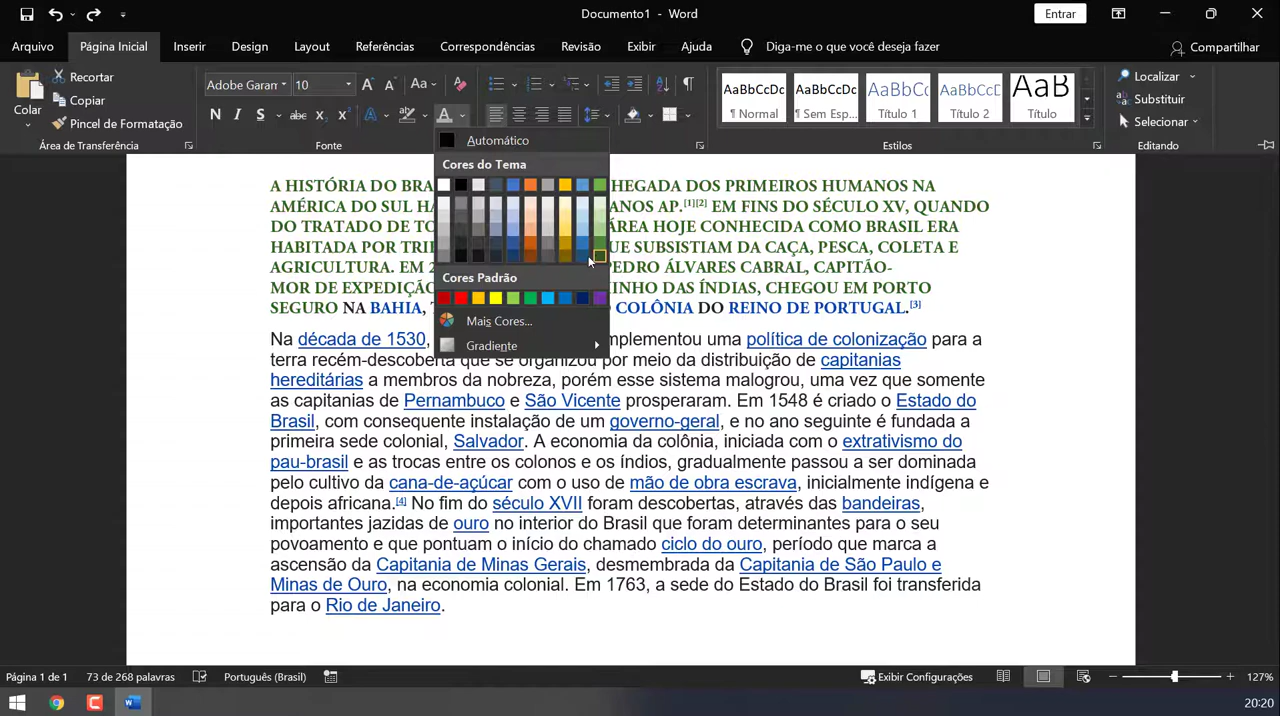 Documento1 - Word
Entrar
Arquivo Página Inicial Inserir Design Layout Referências Correspondências Revisão Exibir Ajuda Diga-me o que você deseja fazer Compartilhar
Colar
Recortar
Copiar
Pincel de Formatação
Área de Transferência
Adobe Garan 10
N I S abc x₂ x² A
Fonte
AaBbCcDc AaBbCcDc AaBbCc AaBbCcD AaB
¶ Normal ¶ Sem Esp... Título 1 Título 2 Título
Estilos
Localizar
Substituir
Selecionar
Editando
Automático
Cores do Tema
Cores Padrão
Mais Cores...
Gradiente
A HISTÓRIA DO BRA HEGADA DOS PRIMEIROS HUMANOS NA
AMÉRICA DO SUL HA ANOS AP.[1][2] EM FINS DO SÉCULO XV, QUANDO
DO TRATADO DE TO ÁREA HOJE CONHECIDA COMO BRASIL ERA
HABITADA POR TRIB QUE SUBSISTIAM DA CAÇA, PESCA, COLETA E
AGRICULTURA. EM 2 PEDRO ÁLVARES CABRAL, CAPITÃO-
MOR DE EXPEDIÇÃ INHO DAS ÍNDIAS, CHEGOU EM PORTO
SEGURO NA BAHIA, COLÔNIA DO REINO DE PORTUGAL.[3]
Na década de 1530, mplementou uma política de colonização para a
terra recém-descoberta que se organizou por meio da distribuição de capitanias
hereditárias a membros da nobreza, porém esse sistema malogrou, uma vez que somente
as capitanias de Pernambuco e São Vicente prosperaram. Em 1548 é criado o Estado do
Brasil, com consequente instalação de um governo-geral, e no ano seguinte é fundada a
primeira sede colonial, Salvador. A economia da colônia, iniciada com o extrativismo do
pau-brasil e as trocas entre os colonos e os índios, gradualmente passou a ser dominada
pelo cultivo da cana-de-açúcar com o uso de mão de obra escrava, inicialmente indígena e
depois africana.[4] No fim do século XVII foram descobertas, através das bandeiras,
importantes jazidas de ouro no interior do Brasil que foram determinantes para o seu
povoamento e que pontuam o início do chamado ciclo do ouro, período que marca a
ascensão da Capitania de Minas Gerais, desmembrada da Capitania de São Paulo e
Minas de Ouro, na economia colonial. Em 1763, a sede do Estado do Brasil foi transferida
para o Rio de Janeiro.
Página 1 de 1 73 de 268 palavras Português (Brasil) Exibir Configurações 127%
20:20